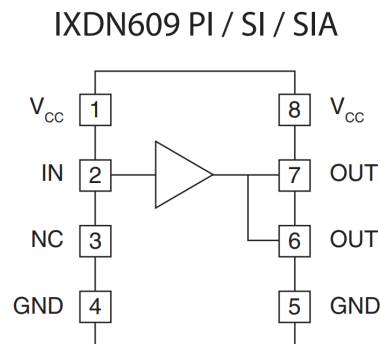 IXDN609 PI / SI / SIA
VCC 1 8 VCC
IN 2 7 OUT
NC 3 6 OUT
GND 4 5 GND